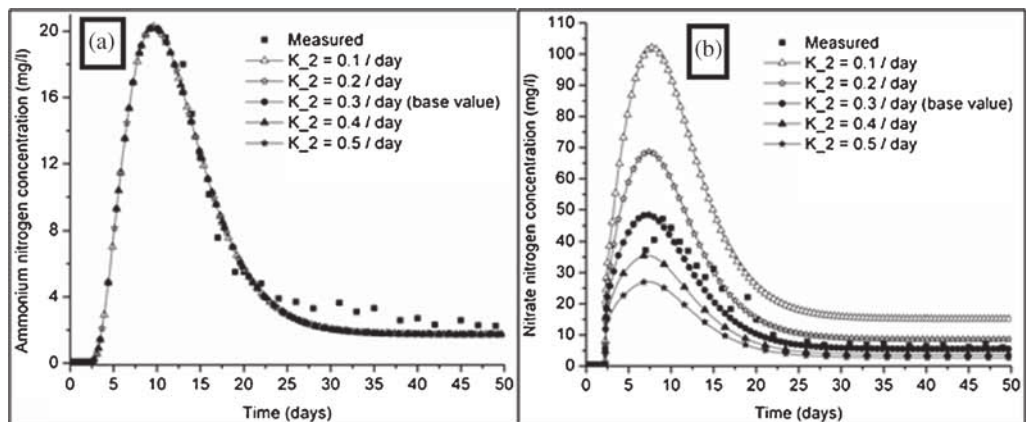 (a)
Measured
K_2 = 0.1 / day
K_2 = 0.2 / day
K_2 = 0.3 / day (base value)
K_2 = 0.4 / day
K_2 = 0.5 / day
Ammonium nitrogen concentration (mg/l)
20
16
12
8
4
0
0 5 10 15 20 25 30 35 40 45 50
Time (days)
(b)
Measured
K_2 = 0.1 / day
K_2 = 0.2 / day
K_2 = 0.3 / day (base value)
K_2 = 0.4 / day
K_2 = 0.5 / day
Nitrate nitrogen concentration (mg/l)
110
100
90
80
70
60
50
40
30
20
10
0
0 5 10 15 20 25 30 35 40 45 50
Time (days)